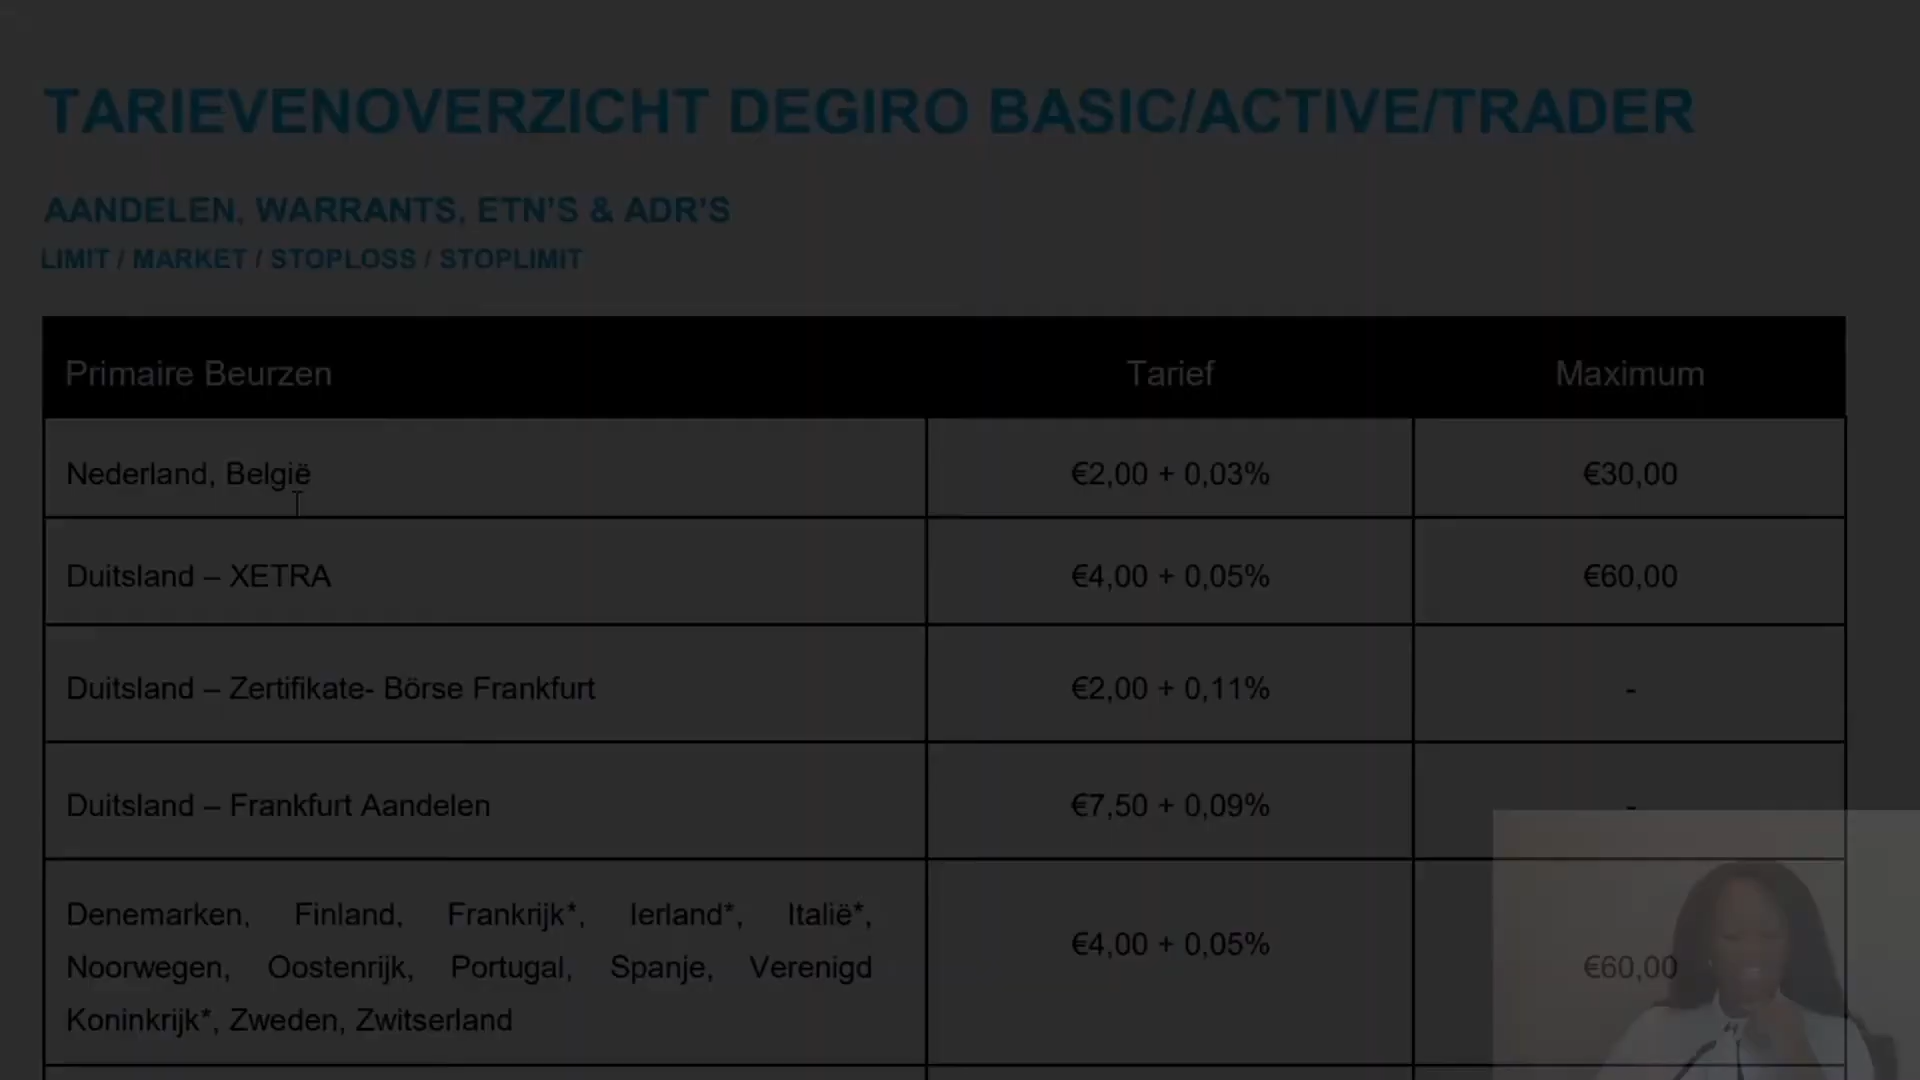 TARIEVENOVERZICHT DEGIRO BASIC/ACTIVE/TRADER
AANDELEN, WARRANTS, ETN'S & ADR'S
LIMIT / MARKET / STOPLOSS / STOPLIMIT
Primaire Beurzen Tarief Maximum
Nederland, België €2,00 + 0,03% €30,00
Duitsland – XETRA €4,00 + 0,05% €60,00
Duitsland – Zertifikate- Börse Frankfurt €2,00 + 0,11% -
Duitsland – Frankfurt Aandelen €7,50 + 0,09% -
Denemarken, Finland, Frankrijk*, Ierland*, Italië*,
Noorwegen, Oostenrijk, Portugal, Spanje, Verenigd
Koninkrijk*, Zweden, Zwitserland
€4,00 + 0,05% €60,00